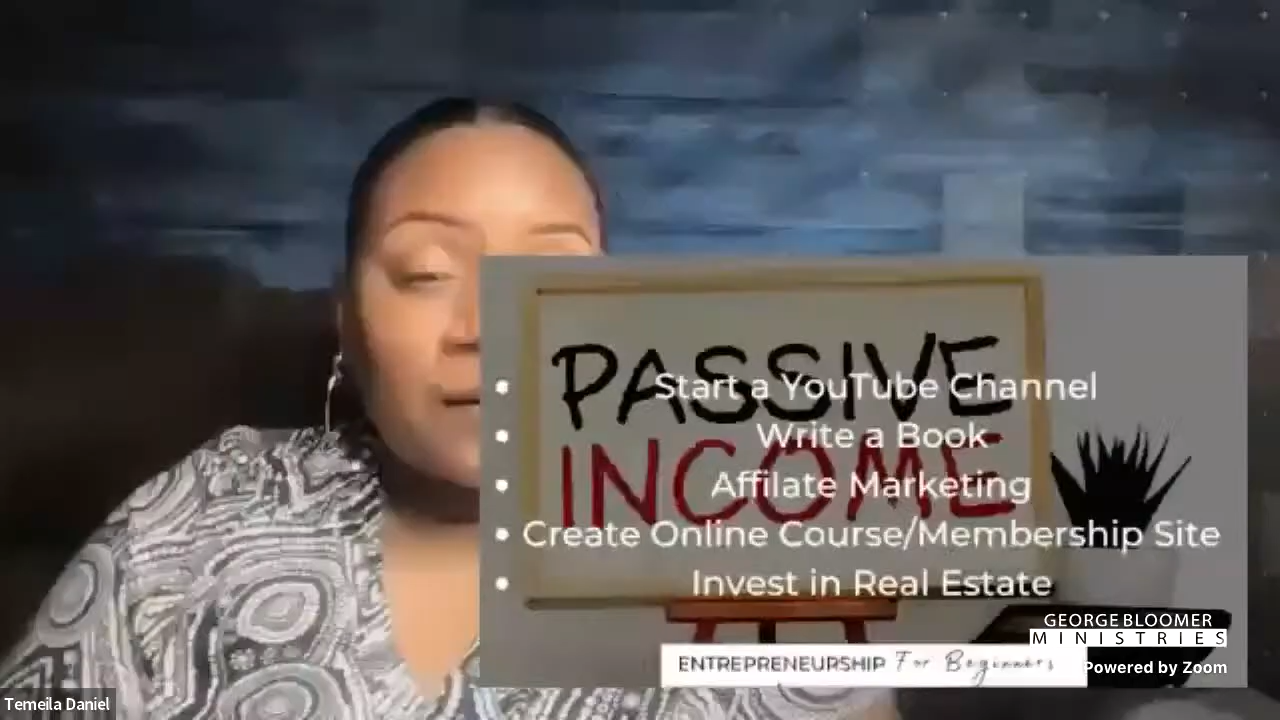 PASSIVE
INCOME
• Start a YouTube Channel
• Write a Book
• Affilate Marketing
• Create Online Course/Membership Site
• Invest in Real Estate
GEORGE BLOOMER
MINISTRIES
ENTREPRENEURSHIP For Beginners
Powered by Zoom
Temeila Daniel